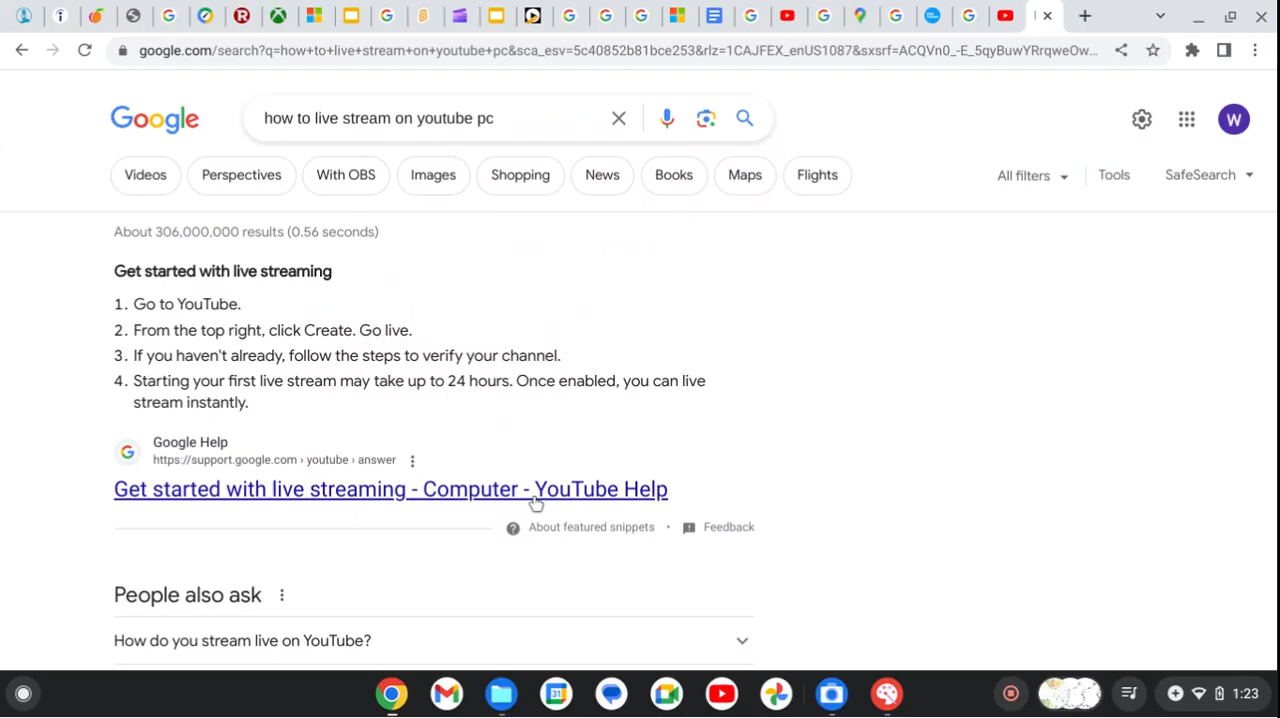 google.com/search?q=how+to+live+stream+on+youtube+pc&sca_esv=5c40852b81bce253&rlz=1CAJFEX_enUS1087&sxsrf=ACQVn0_-E_5qyBuwYRrqweOw...
Google
how to live stream on youtube pc
W
Videos
Perspectives
With OBS
Images
Shopping
News
Books
Maps
Flights
All filters
Tools
SafeSearch
About 306,000,000 results (0.56 seconds)
Get started with live streaming
1. Go to YouTube.
2. From the top right, click Create. Go live.
3. If you haven't already, follow the steps to verify your channel.
4. Starting your first live stream may take up to 24 hours. Once enabled, you can live
stream instantly.
Google Help
https://support.google.com › youtube › answer
Get started with live streaming - Computer - YouTube Help
About featured snippets
•
Feedback
People also ask
How do you stream live on YouTube?
31
1:23